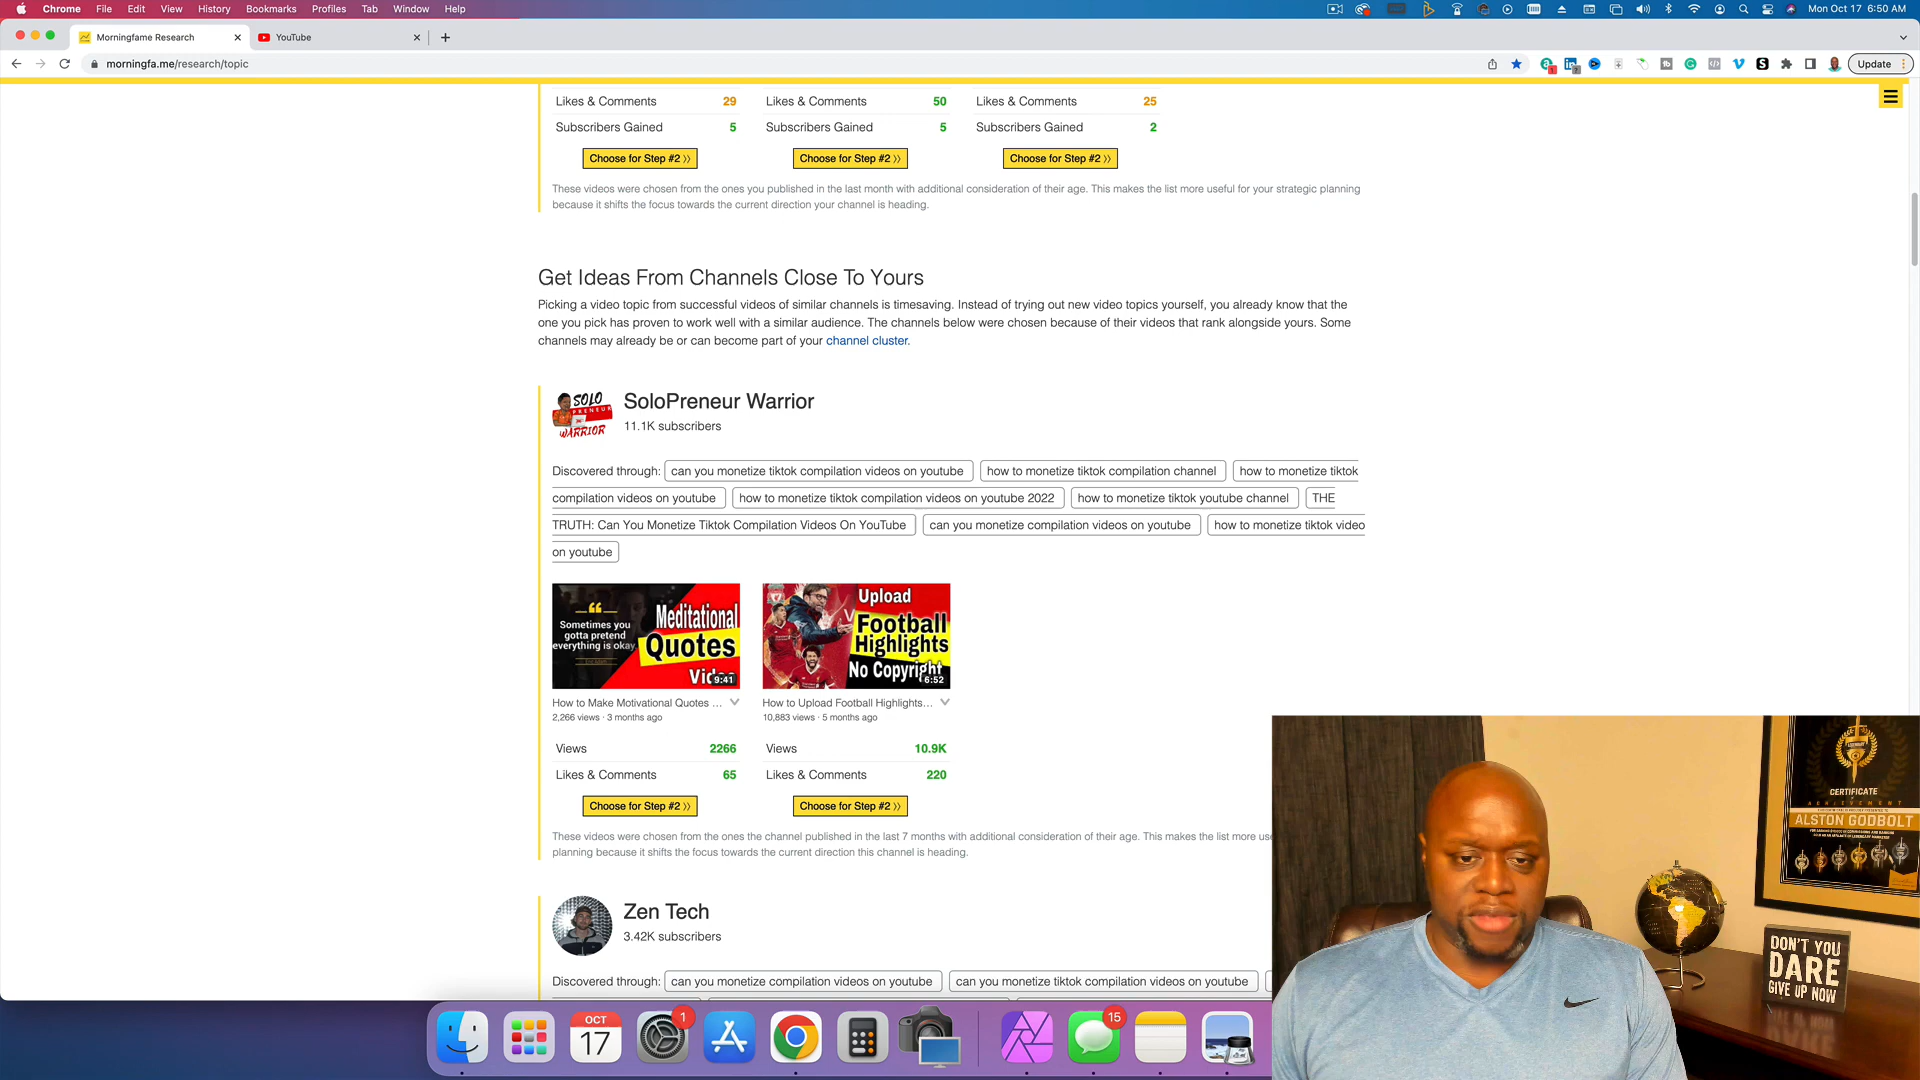 Chrome File Edit View History Bookmarks Profiles Tab Window Help Mon Oct 17 6:50 AM
Morningfame Research YouTube
morningfa.me/research/topic Update
Likes & Comments 29 Likes & Comments 50 Likes & Comments 25
Subscribers Gained 5 Subscribers Gained 5 Subscribers Gained 2
Choose for Step #2 Choose for Step #2 Choose for Step #2
These videos were chosen from the ones you published in the last month with additional consideration of their age. This makes the list more useful for your strategic planning
because it shifts the focus towards the current direction your channel is heading.
Get Ideas From Channels Close To Yours
Picking a video topic from successful videos of similar channels is timesaving. Instead of trying out new video topics yourself, you already know that the
one you pick has proven to work well with a similar audience. The channels below were chosen because of their videos that rank alongside yours. Some
channels may already be or can become part of your channel cluster.
SOLO
PRENEUR
WARRIOR
SoloPreneur Warrior
11.1K subscribers
Discovered through: can you monetize tiktok compilation videos on youtube how to monetize tiktok compilation channel how to monetize tiktok
compilation videos on youtube how to monetize tiktok compilation videos on youtube 2022 how to monetize tiktok youtube channel THE
TRUTH: Can You Monetize Tiktok Compilation Videos On YouTube can you monetize compilation videos on youtube how to monetize tiktok video
on youtube
Sometimes you
gotta pretend
everything is okay.
Meditational
Quotes
9:41
Upload
Football
Highlights
No Copyright
6:52
How to Make Motivational Quotes ... How to Upload Football Highlights...
2,266 views · 3 months ago 10,883 views · 5 months ago
Views 2266 Views 10.9K
Likes & Comments 65 Likes & Comments 220
Choose for Step #2 Choose for Step #2
These videos were chosen from the ones the channel published in the last 7 months with additional consideration of their age. This makes the list more
planning because it shifts the focus towards the current direction this channel is heading.
Zen Tech
3.42K subscribers
Discovered through: can you monetize compilation videos on youtube can you monetize tiktok compilation videos on youtube
CERTIFICATE
ACHIEVEMENT
ALSTON GODBOLT
DON'T YOU
DARE
GIVE UP NOW
OCT
17
1
15